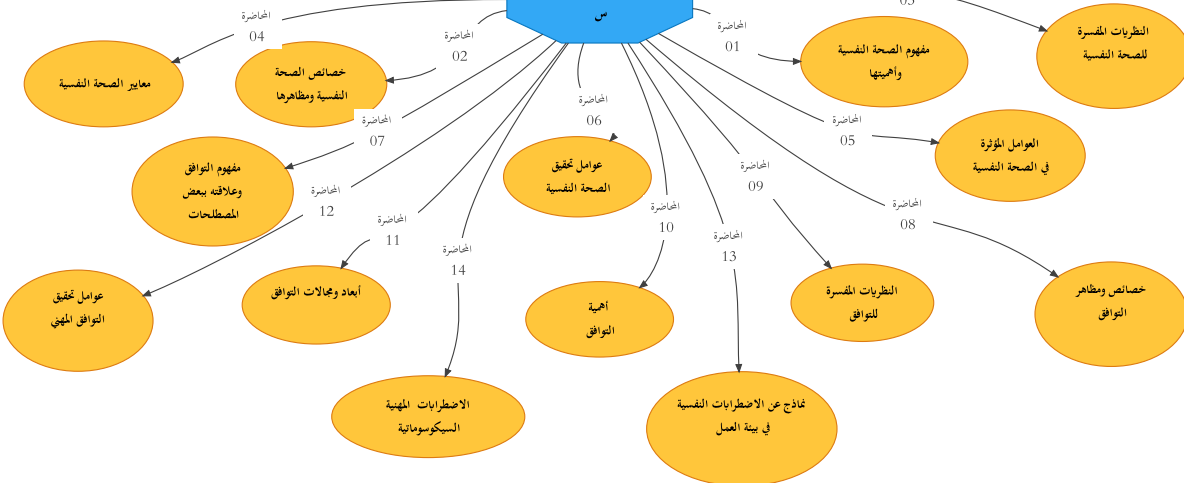 س
المحاضرة
01
مفهوم الصحة النفسية
وأهميتها
المحاضرة
02
خصائص الصحة
النفسية ومظاهرها
03
النظريات المفسرة
للصحة النفسية
المحاضرة
04
معايير الصحة النفسية
المحاضرة
05
العوامل المؤثرة
في الصحة النفسية
المحاضرة
06
عوامل تحقيق
الصحة النفسية
المحاضرة
07
مفهوم التوافق
وعلاقته ببعض
المصطلحات
المحاضرة
08
خصائص ومظاهر
التوافق
المحاضرة
09
النظريات المفسرة
للتوافق
المحاضرة
10
أهمية
التوافق
المحاضرة
11
أبعاد ومجالات التوافق
المحاضرة
12
عوامل تحقيق
التوافق المهني
المحاضرة
13
نماذج عن الاضطرابات النفسية
في بيئة العمل
المحاضرة
14
الاضطرابات المهنية
السيكوسوماتية